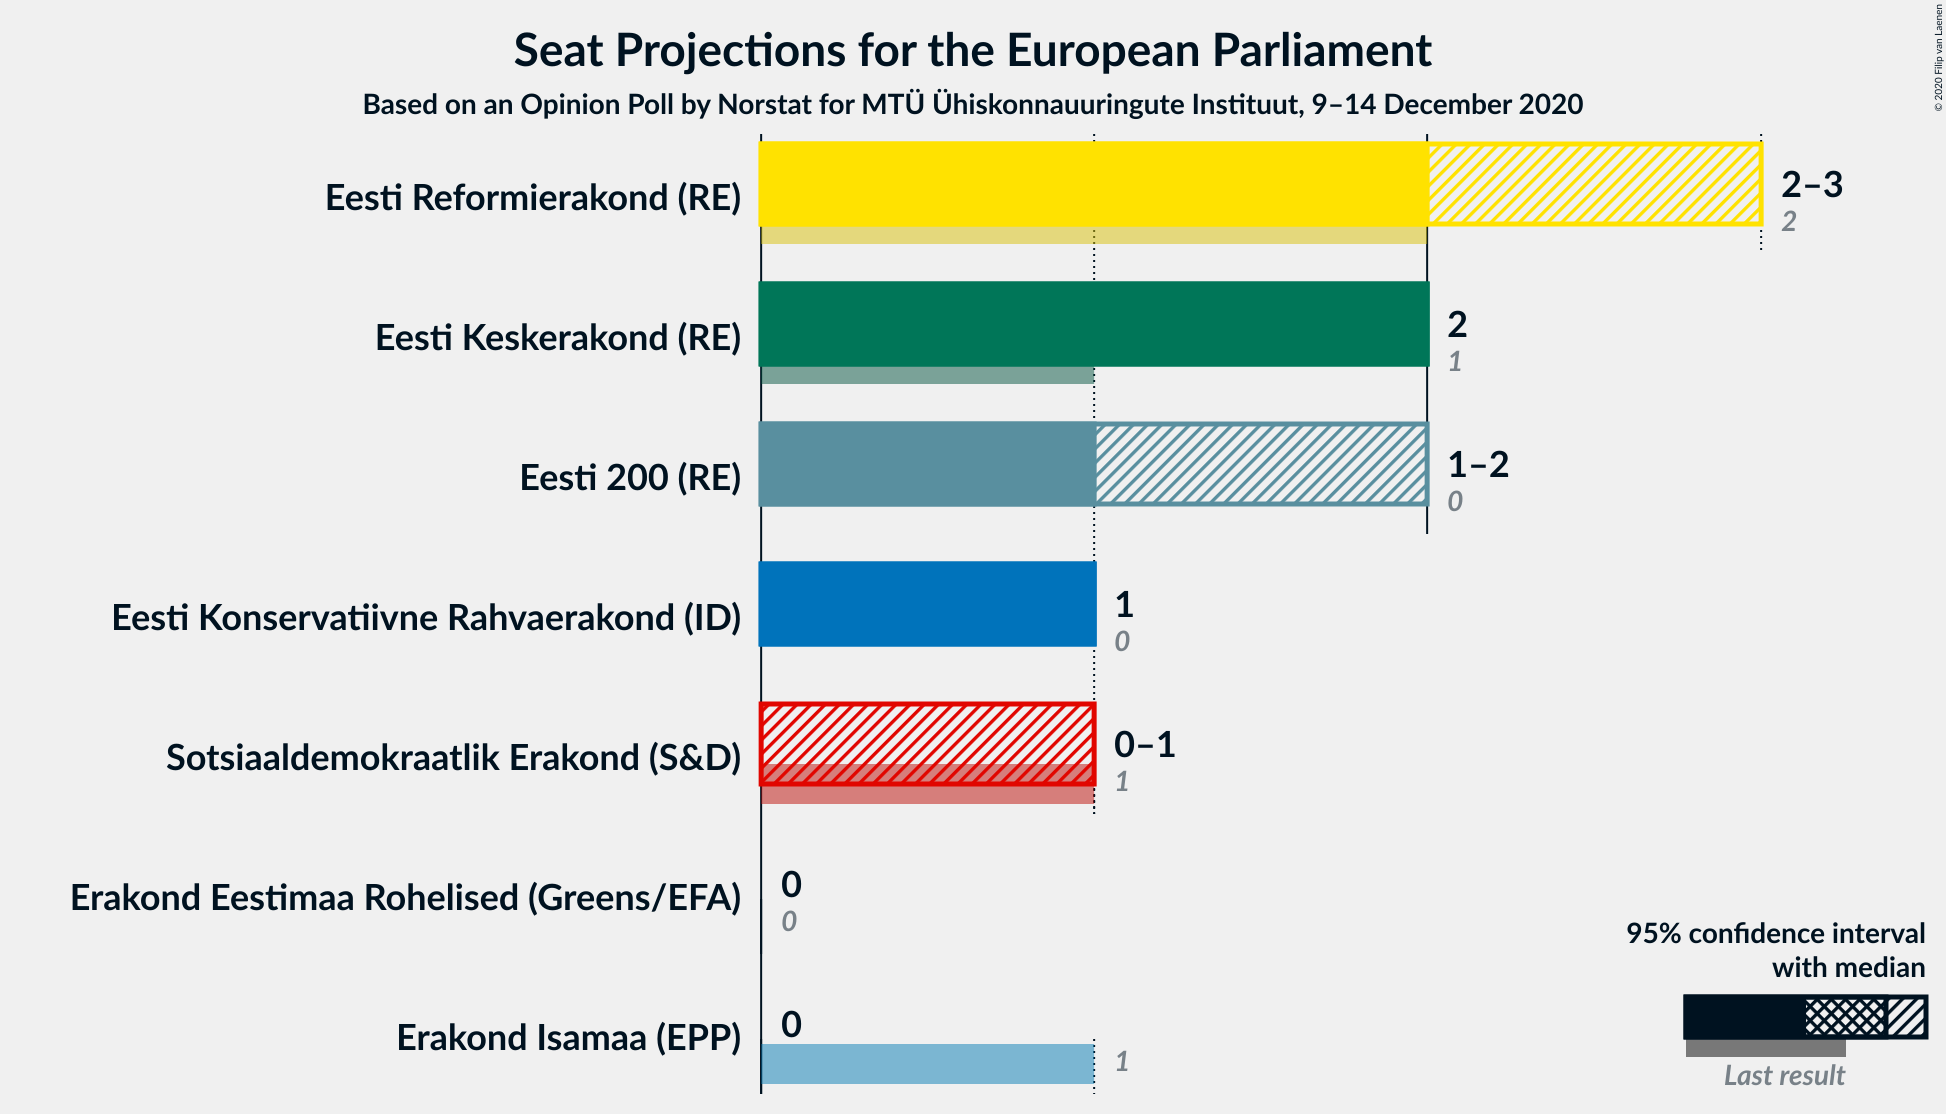 Seat Projections for the European Parliament
Based on an Opinion Poll by Norstat for MTÜ Ühiskonnauuringute Instituut, 9–14 December 2020
© 2020 Filip van Laenen
Eesti Reformierakond (RE)
2–3
2
Eesti Keskerakond (RE)
2
1
Eesti 200 (RE)
1–2
0
Eesti Konservatiivne Rahvaerakond (ID)
1
0
Sotsiaaldemokraatlik Erakond (S&D)
0–1
1
Erakond Eestimaa Rohelised (Greens/EFA)
0
0
Erakond Isamaa (EPP)
0
1
95% confidence interval
with median
Last result